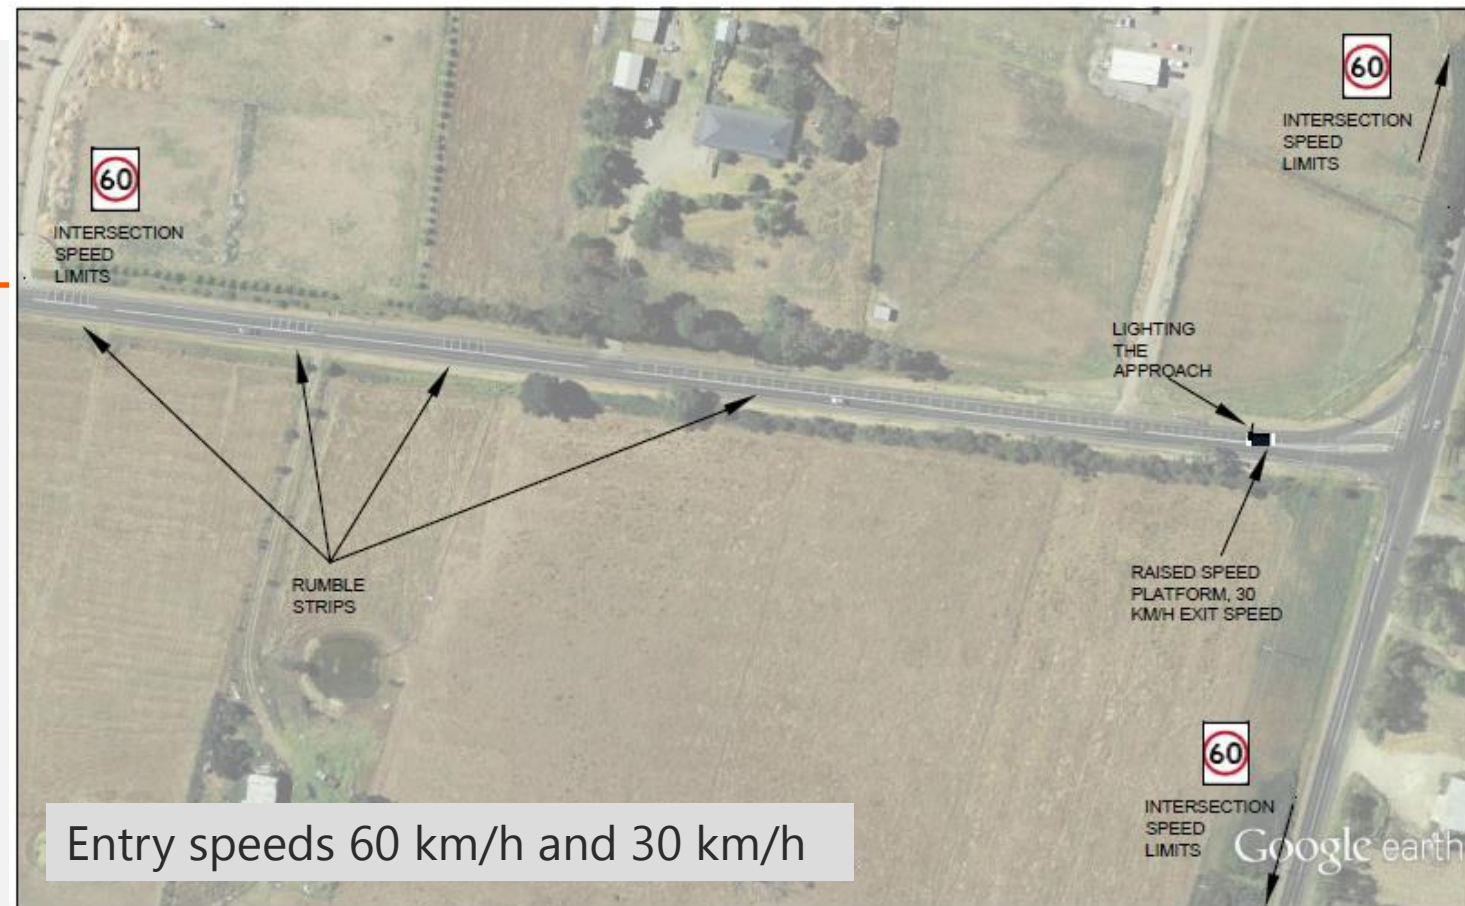 60
INTERSECTION
SPEED
LIMITS
60
INTERSECTION
SPEED
LIMITS
LIGHTING
THE
APPROACH
RUMBLE
STRIPS
RAISED SPEED
PLATFORM, 30
KM/H EXIT SPEED
60
INTERSECTION
SPEED
LIMITS
Google earth
Entry speeds 60 km/h and 30 km/h